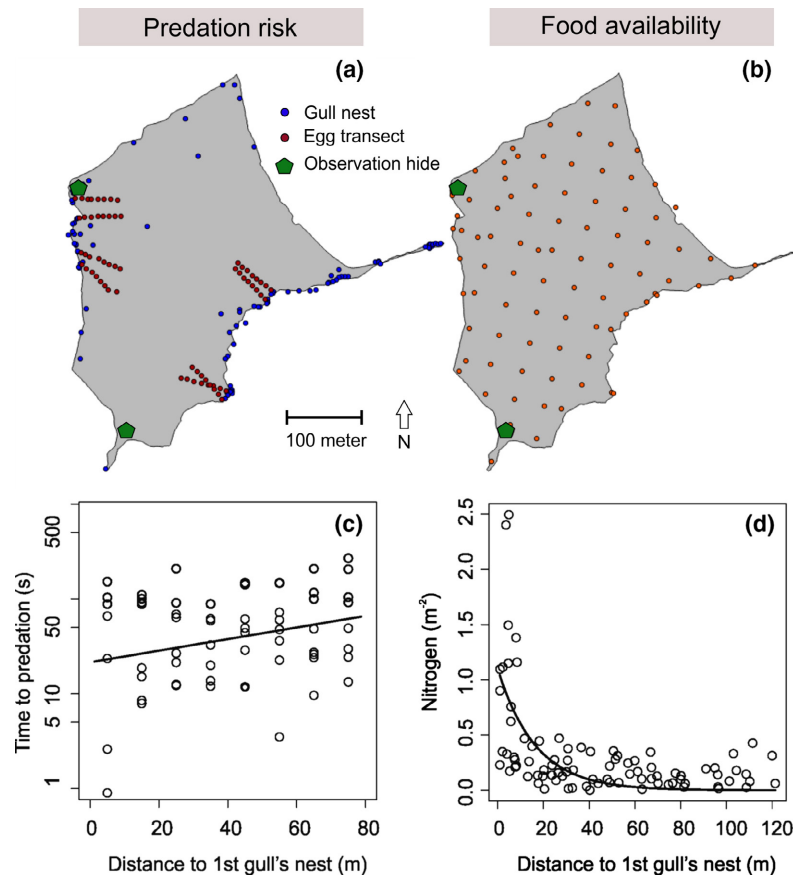 Predation risk
Food availability
(a)
(b)
Gull nest
Egg transect
Observation hide
100 meter
N
(c)
(d)
Time to predation (s)
500
50
10
5
1
0 20 40 60 80
Distance to 1st gull's nest (m)
Nitrogen (m⁻²)
2.5
2.0
1.5
1.0
0.5
0.0
0 20 40 60 80 100 120
Distance to 1st gull's nest (m)